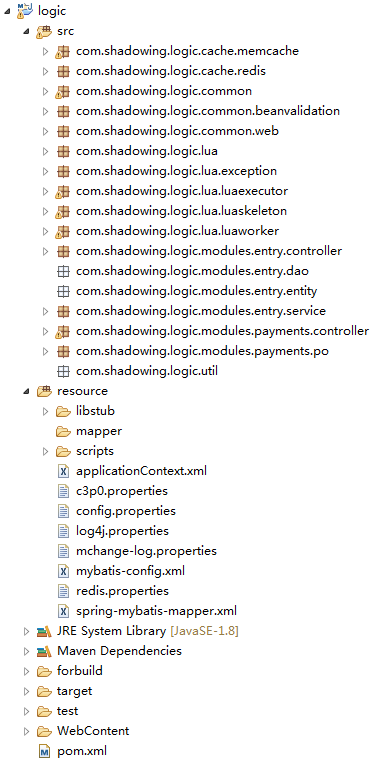 logic
src
com.shadowing.logic.cache.memcache
com.shadowing.logic.cache.redis
com.shadowing.logic.common
com.shadowing.logic.common.beanvalidation
com.shadowing.logic.common.web
com.shadowing.logic.lua
com.shadowing.logic.lua.exception
com.shadowing.logic.lua.luaexecutor
com.shadowing.logic.lua.luaskeleton
com.shadowing.logic.lua.luaworker
com.shadowing.logic.modules.entry.controller
com.shadowing.logic.modules.entry.dao
com.shadowing.logic.modules.entry.entity
com.shadowing.logic.modules.entry.service
com.shadowing.logic.modules.payments.controller
com.shadowing.logic.modules.payments.po
com.shadowing.logic.util
resource
libstub
mapper
scripts
applicationContext.xml
c3p0.properties
config.properties
log4j.properties
mchange-log.properties
mybatis-config.xml
redis.properties
spring-mybatis-mapper.xml
JRE System Library [JavaSE-1.8]
Maven Dependencies
forbuild
target
test
WebContent
pom.xml